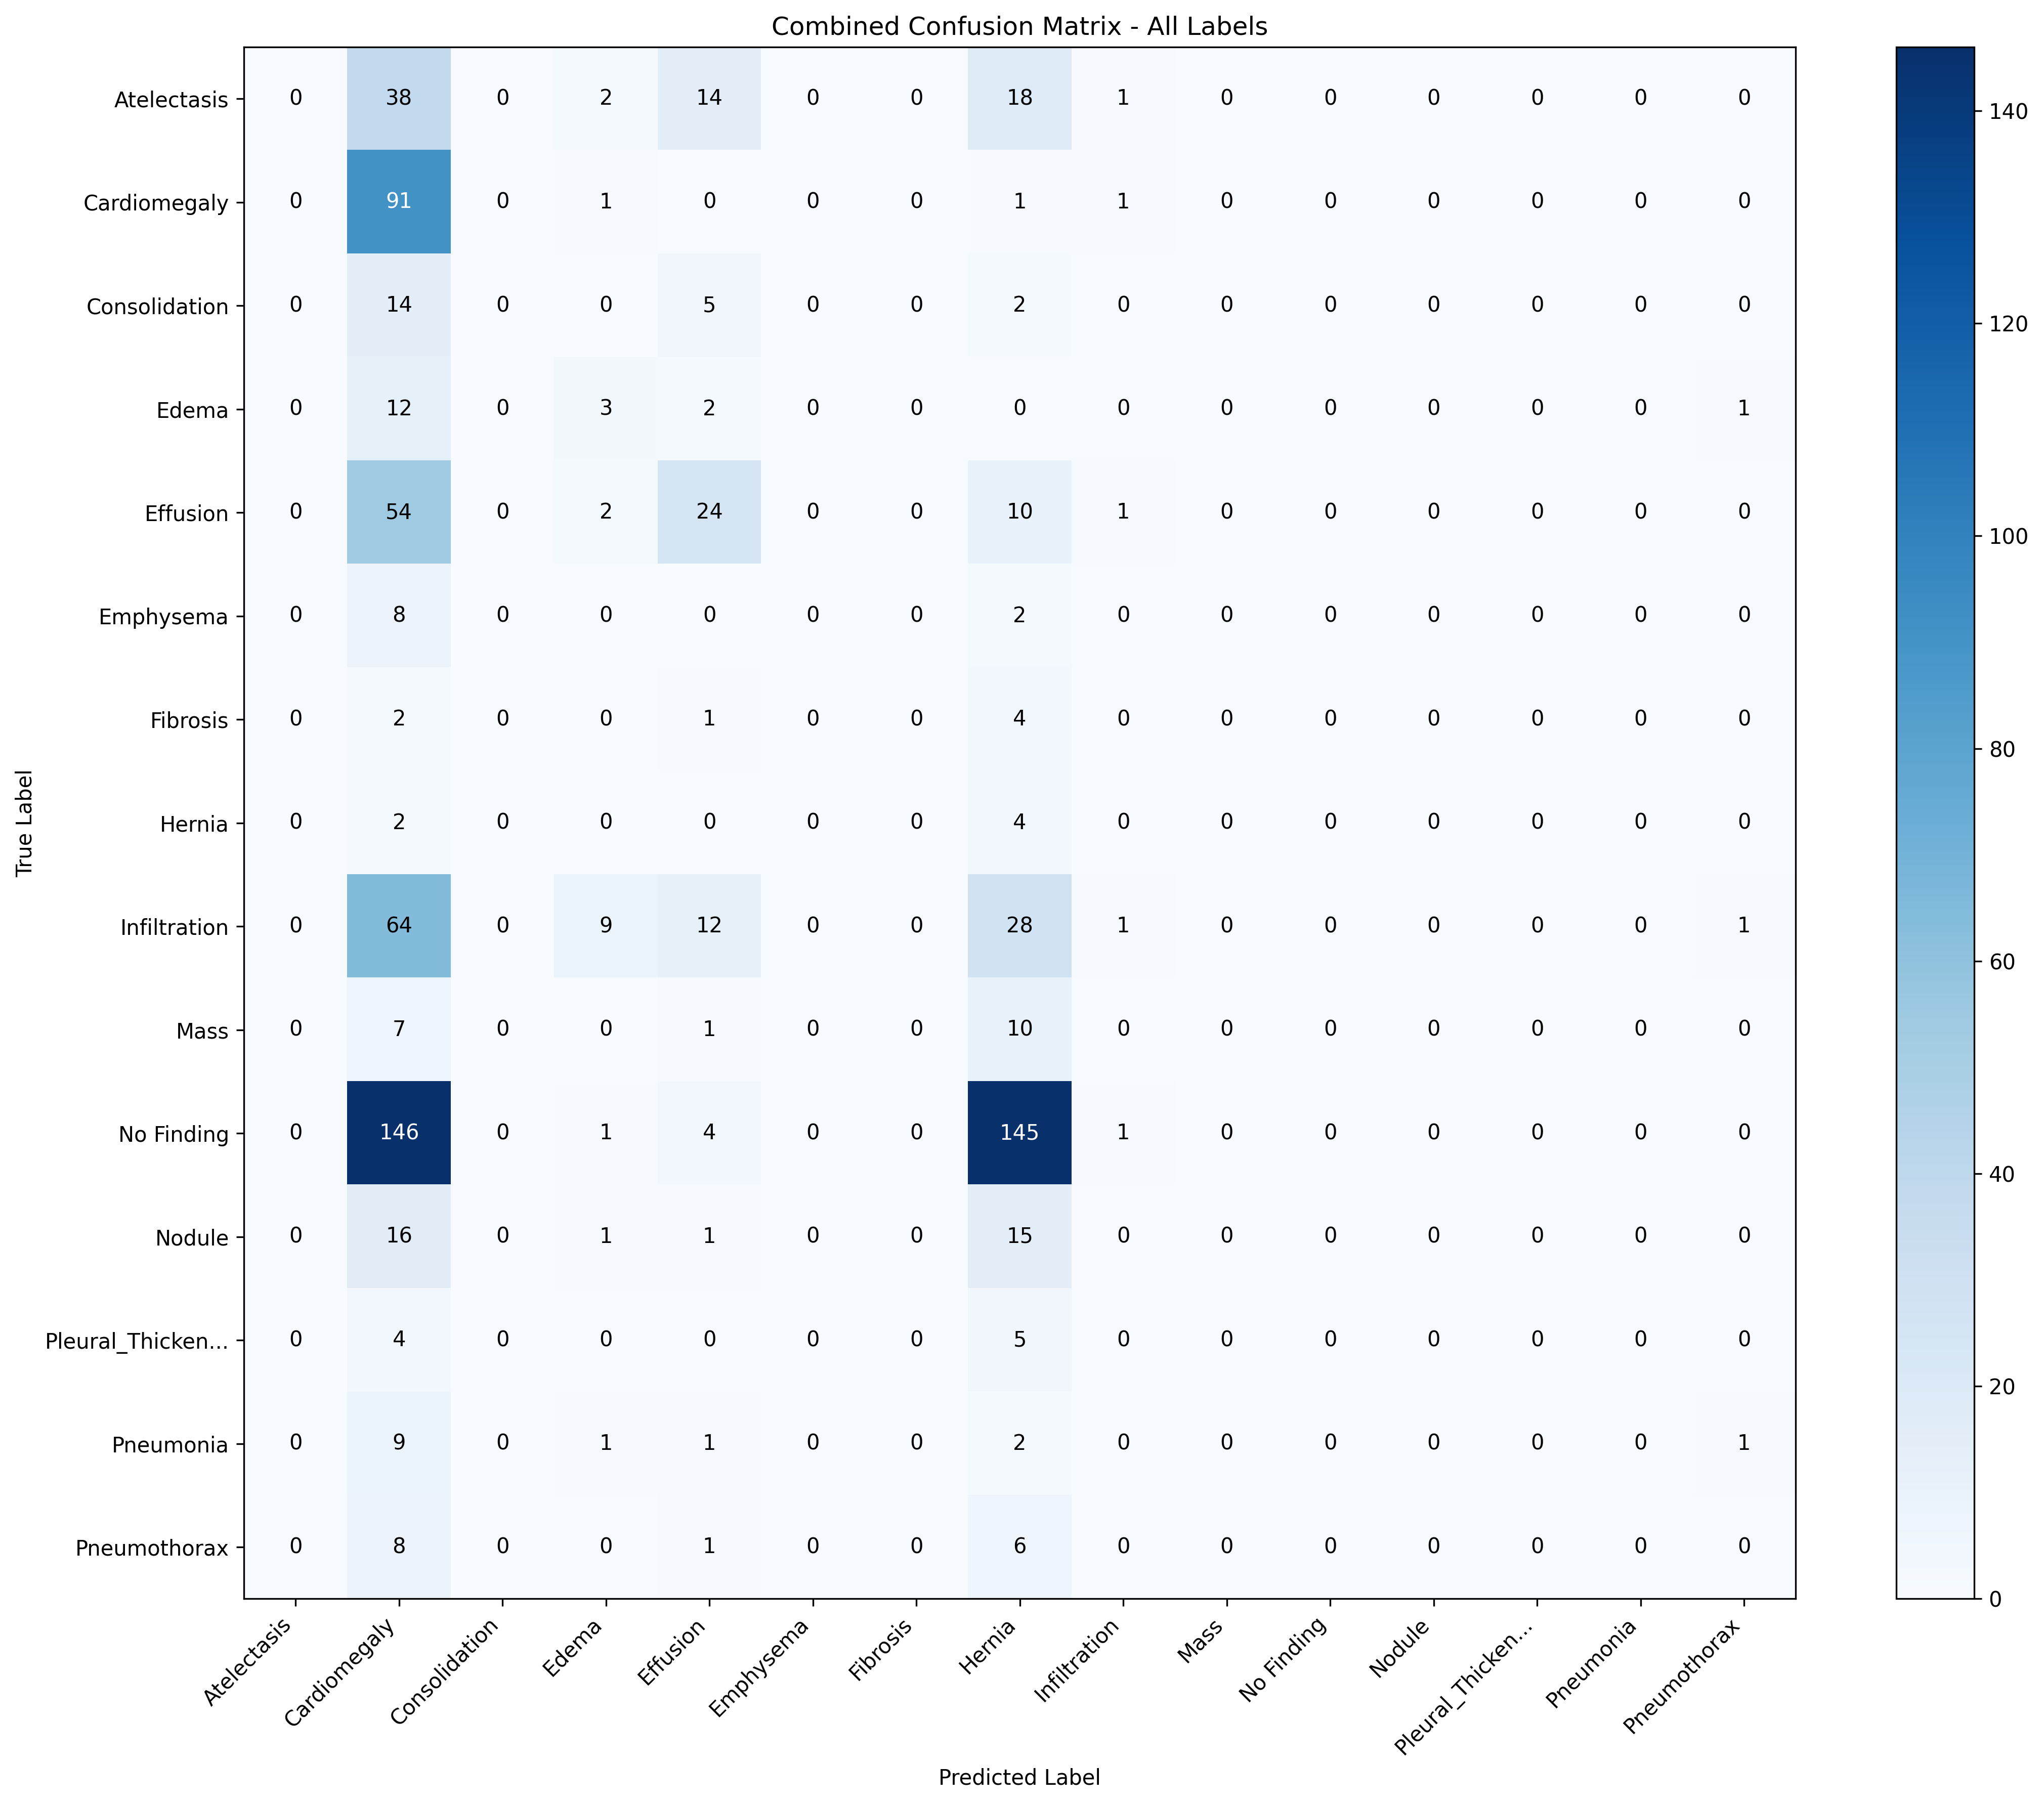 Combined Confusion Matrix - All Labels
Atelectasis 0 38 0 2 14 0 0 18 1 0 0 0 0 0 0
Cardiomegaly 0 91 0 1 0 0 0 1 1 0 0 0 0 0 0
Consolidation 0 14 0 0 5 0 0 2 0 0 0 0 0 0 0
Edema 0 12 0 3 2 0 0 0 0 0 0 0 0 0 1
Effusion 0 54 0 2 24 0 0 10 1 0 0 0 0 0 0
Emphysema 0 8 0 0 0 0 0 2 0 0 0 0 0 0 0
Fibrosis 0 2 0 0 1 0 0 4 0 0 0 0 0 0 0
Hernia 0 2 0 0 0 0 0 4 0 0 0 0 0 0 0
Infiltration 0 64 0 9 12 0 0 28 1 0 0 0 0 0 1
Mass 0 7 0 0 1 0 0 10 0 0 0 0 0 0 0
No Finding 0 146 0 1 4 0 0 145 1 0 0 0 0 0 0
Nodule 0 16 0 1 1 0 0 15 0 0 0 0 0 0 0
Pleural_Thicken... 0 4 0 0 0 0 0 5 0 0 0 0 0 0 0
Pneumonia 0 9 0 1 1 0 0 2 0 0 0 0 0 0 1
Pneumothorax 0 8 0 0 1 0 0 6 0 0 0 0 0 0 0
True Label
Atelectasis Cardiomegaly Consolidation Edema Effusion Emphysema Fibrosis Hernia Infiltration Mass No Finding Nodule Pleural_Thicken... Pneumonia Pneumothorax
Predicted Label
140
120
100
80
60
40
20
0